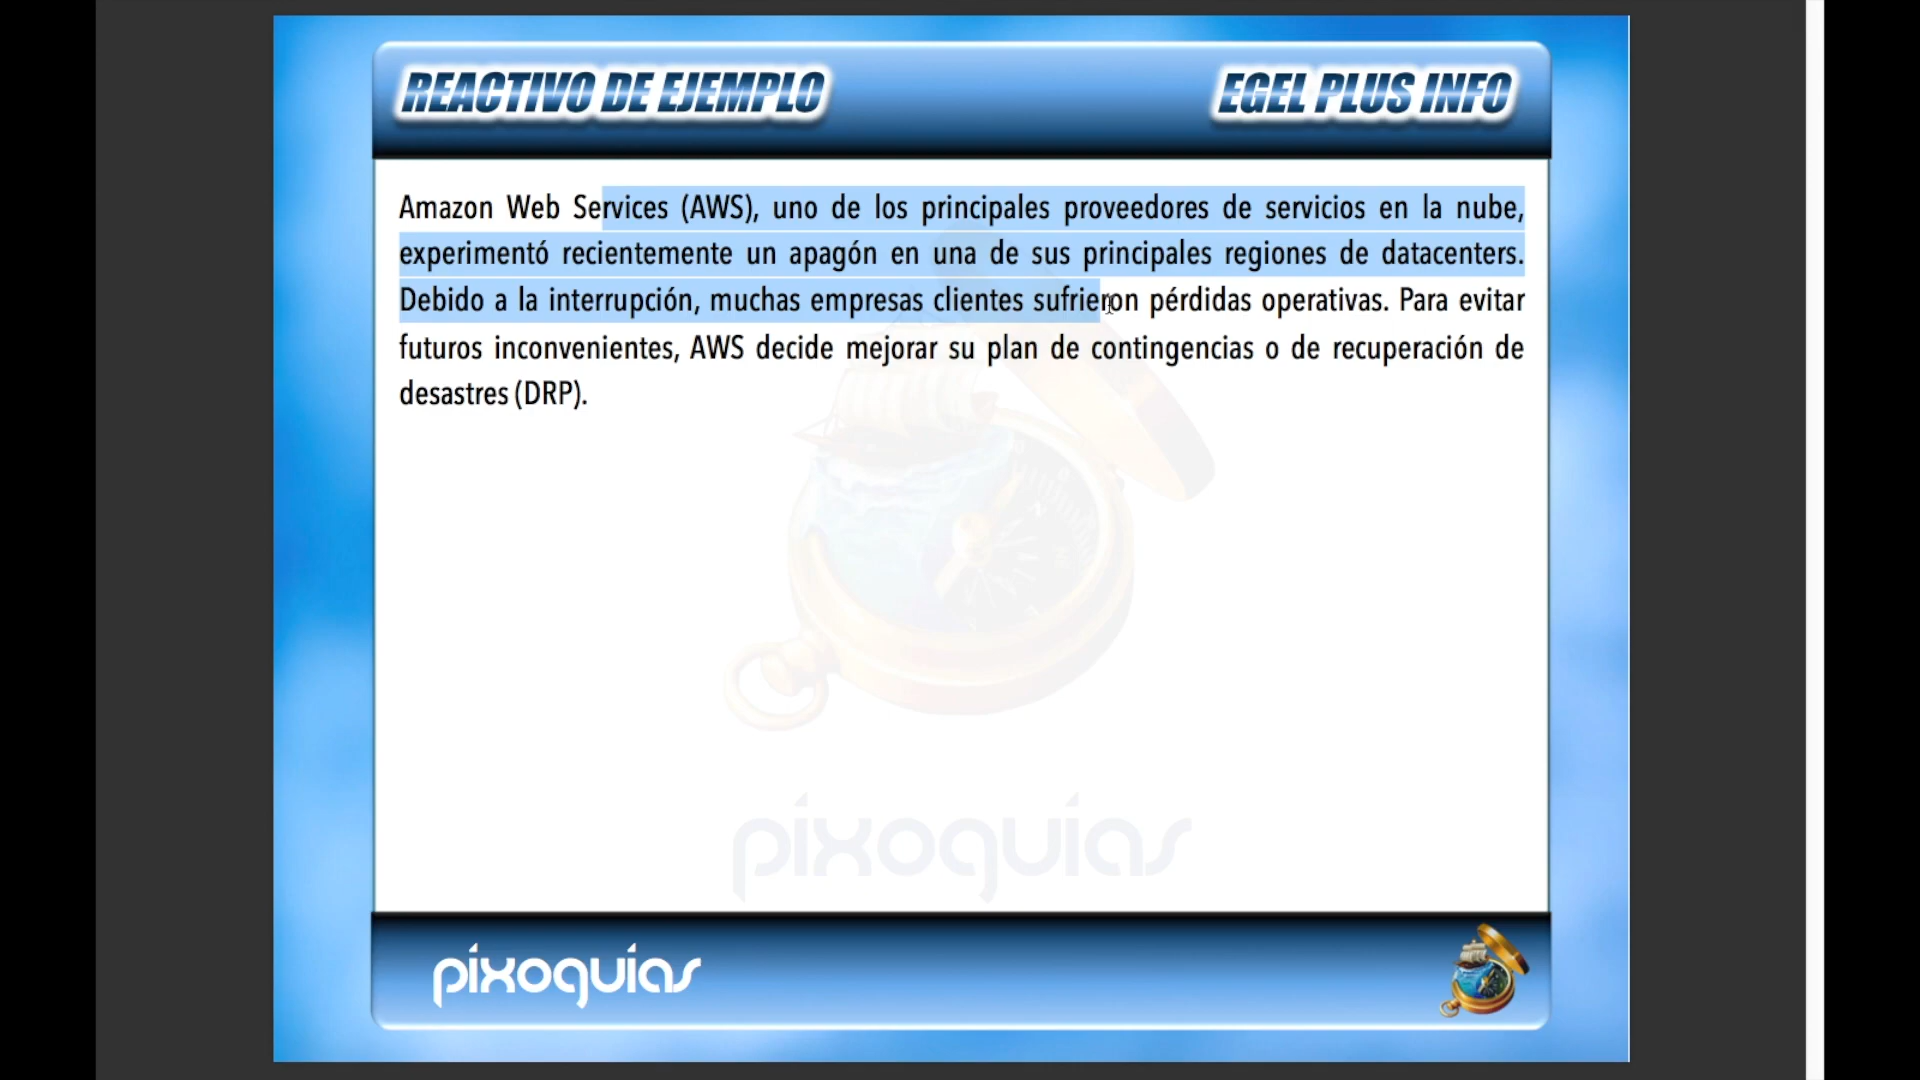 REACTIVO DE EJEMPLO
EGEL PLUS INFO
Amazon Web Services (AWS), uno de los principales proveedores de servicios en la nube,
experimentó recientemente un apagón en una de sus principales regiones de datacenters.
Debido a la interrupción, muchas empresas clientes sufrieron pérdidas operativas. Para evitar
futuros inconvenientes, AWS decide mejorar su plan de contingencias o de recuperación de
desastres (DRP).
pixoguías
pixoguías